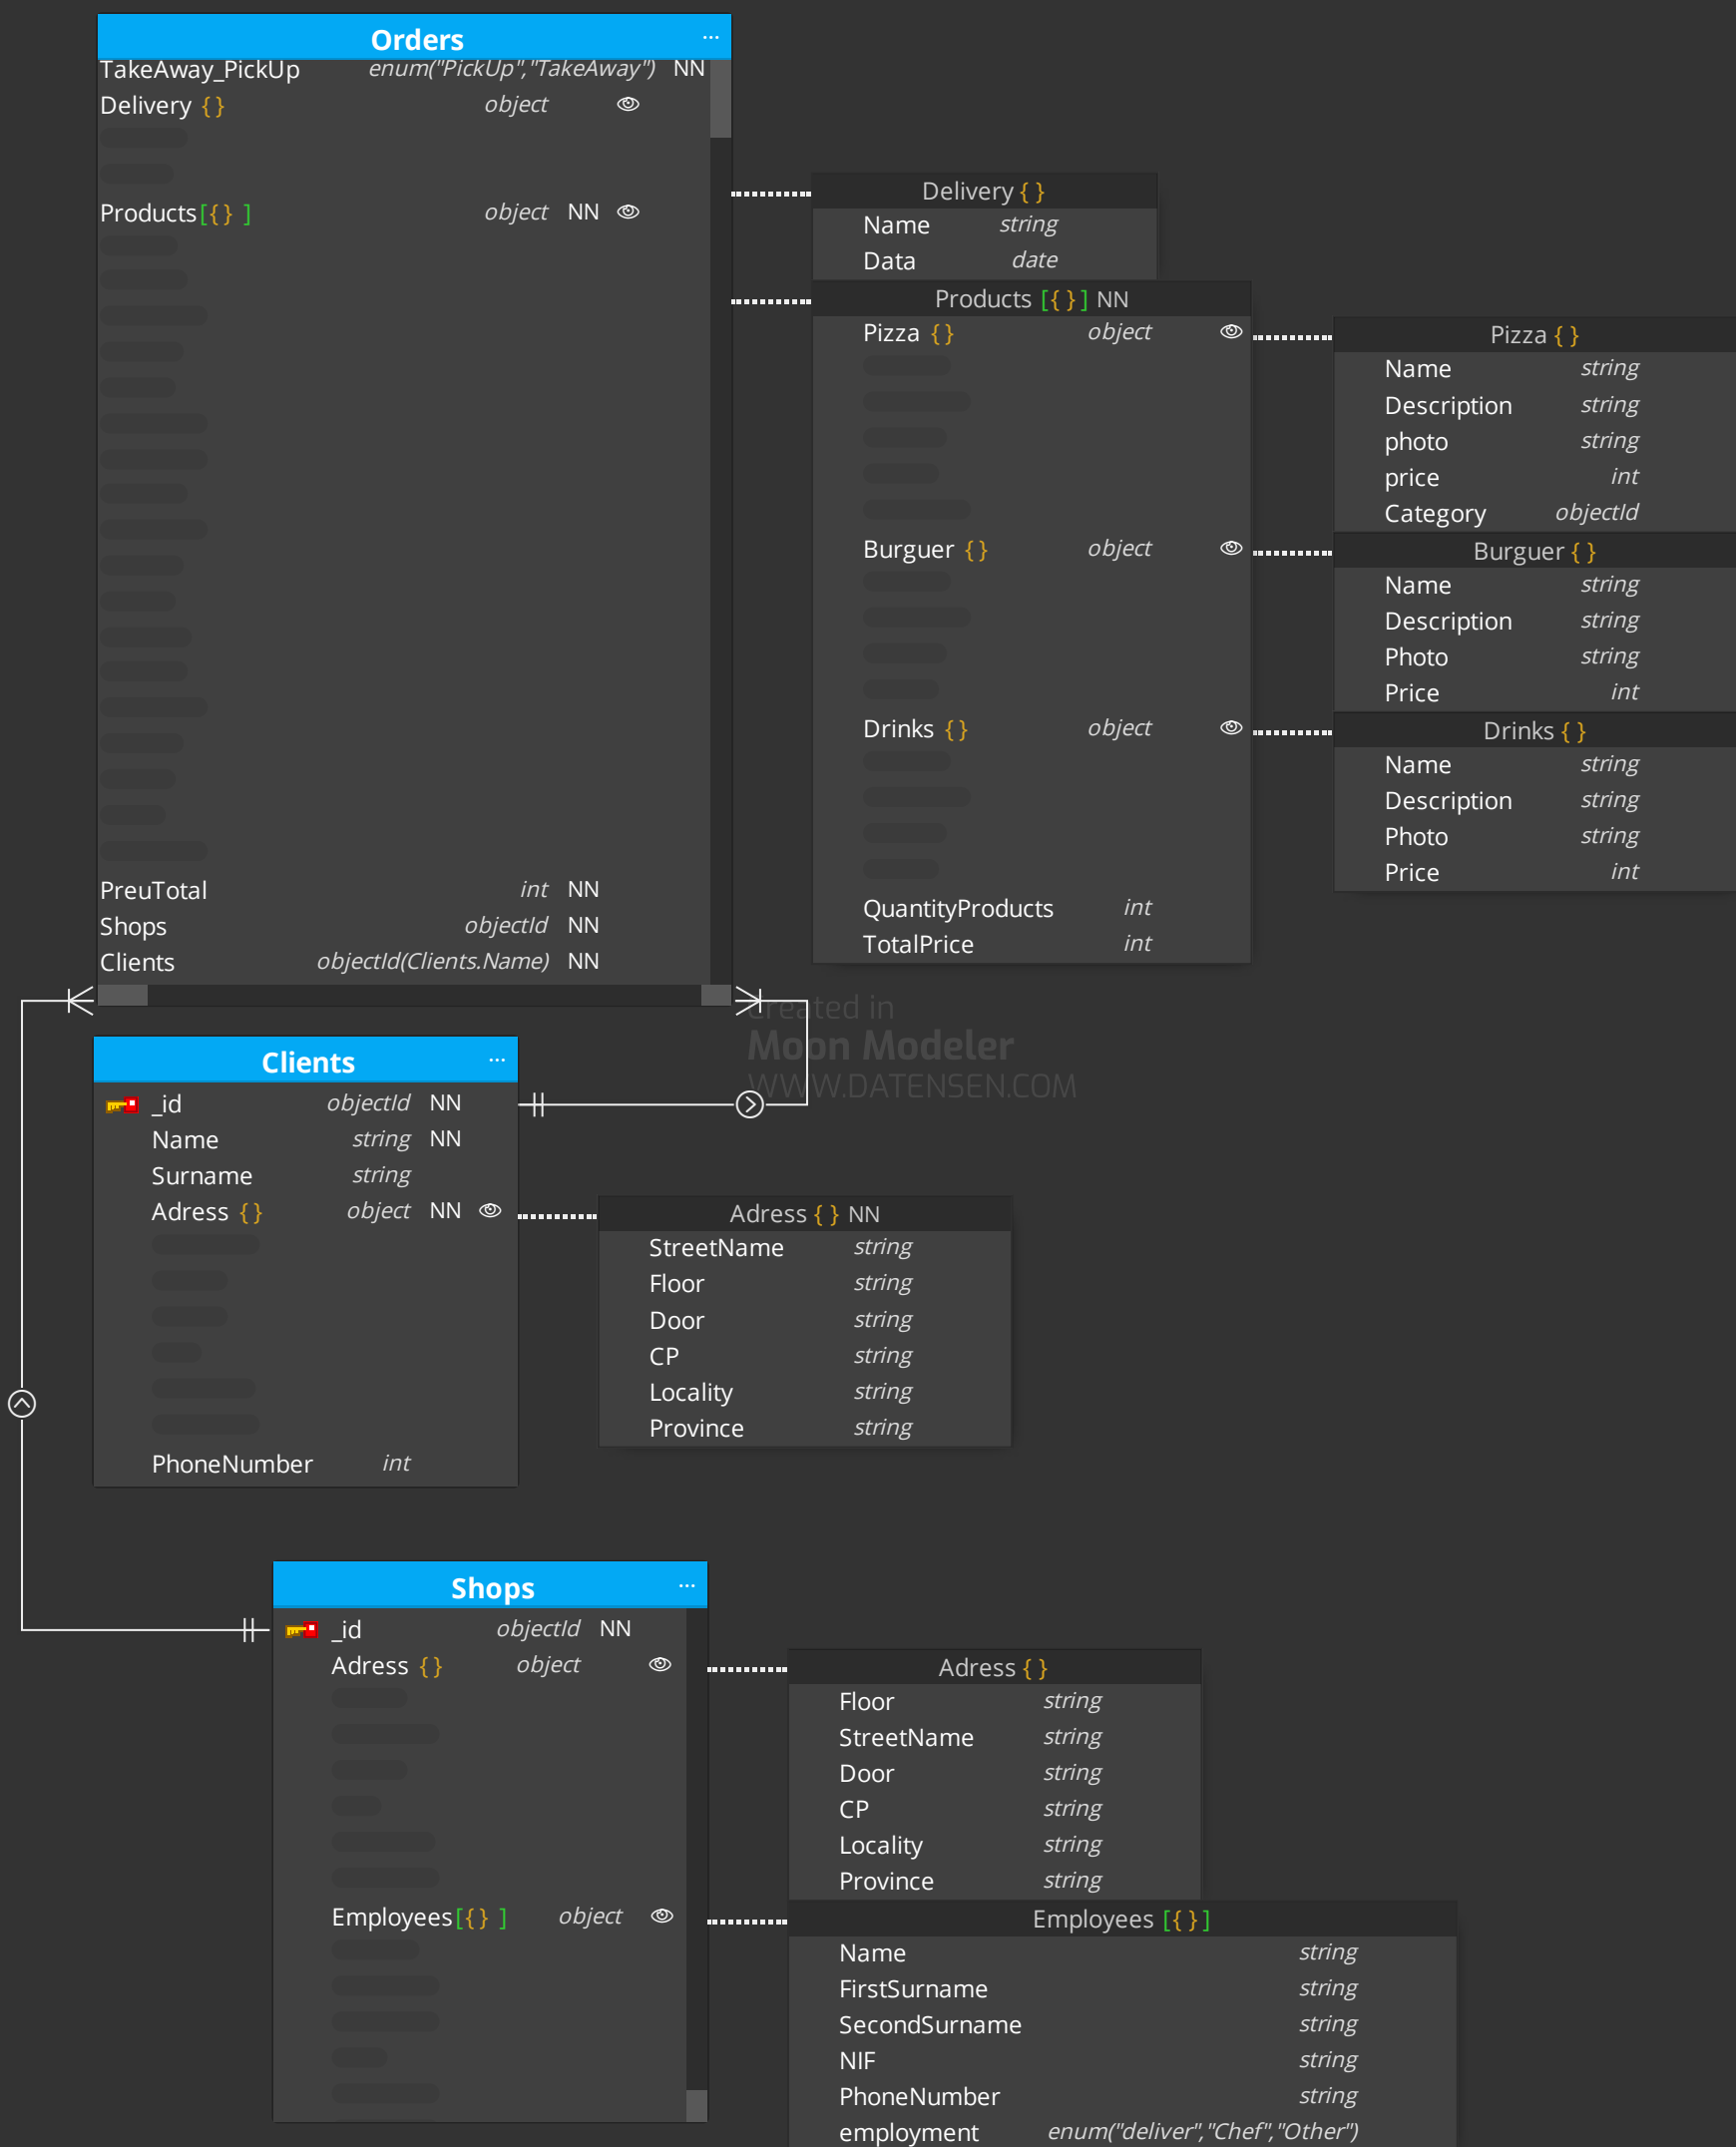 Orders ...
TakeAway_PickUp enum("PickUp","TakeAway") NN
Delivery {} object
Products[{} ] object NN
PreuTotal int NN
Shops objectId NN
Clients objectId(Clients.Name) NN
Delivery { }
Name string
Data date
Products [{ }] NN
Pizza {} object
Burguer {} object
Drinks {} object
QuantityProducts int
TotalPrice int
Pizza { }
Name string
Description string
photo string
price int
Category objectId
Burguer { }
Name string
Description string
Photo string
Price int
Drinks { }
Name string
Description string
Photo string
Price int
created in
Moon Modeler
WWW.DATENSEN.COM
Clients ...
_id objectId NN
Name string NN
Surname string
Adress {} object NN
PhoneNumber int
Adress { } NN
StreetName string
Floor string
Door string
CP string
Locality string
Province string
Shops ...
_id objectId NN
Adress {} object
Employees[{} ] object
Adress { }
Floor string
StreetName string
Door string
CP string
Locality string
Province string
Employees [{ }]
Name string
FirstSurname string
SecondSurname string
NIF string
PhoneNumber string
employment enum("deliver","Chef","Other")